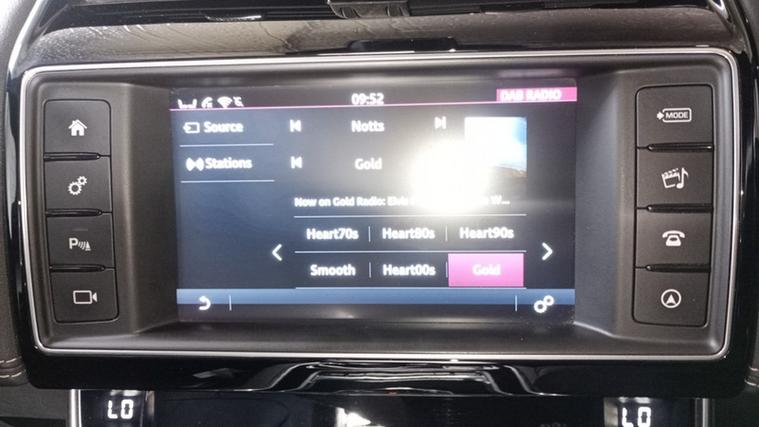 09:52
DAB RADIO
Source
Notts
Stations
Gold
Now on Gold Radio: Elvis W...
Heart70s
Heart80s
Heart90s
Smooth
Heart00s
Gold
MODE
P
LO
LO